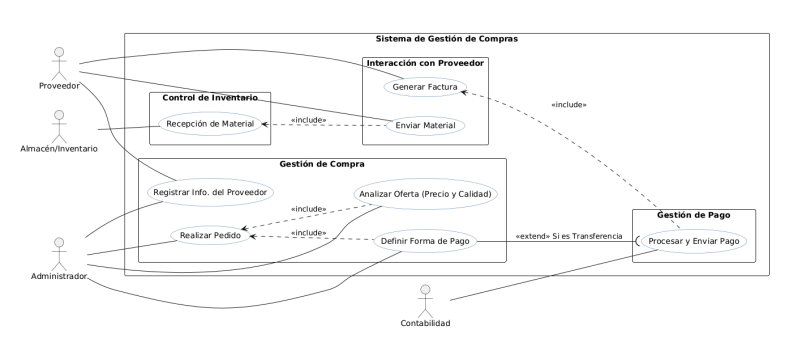 Sistema de Gestión de Compras
Proveedor
Interacción con Proveedor
Generar Factura
«include»
Control de Inventario
Recepción de Material
«include»
Enviar Material
Almacén/Inventario
Gestión de Compra
Registrar Info. del Proveedor
Analizar Oferta (Precio y Calidad)
«include»
Realizar Pedido
«include»
Definir Forma de Pago
«extend» Si es Transferencia
Gestión de Pago
Procesar y Enviar Pago
Administrador
Contabilidad